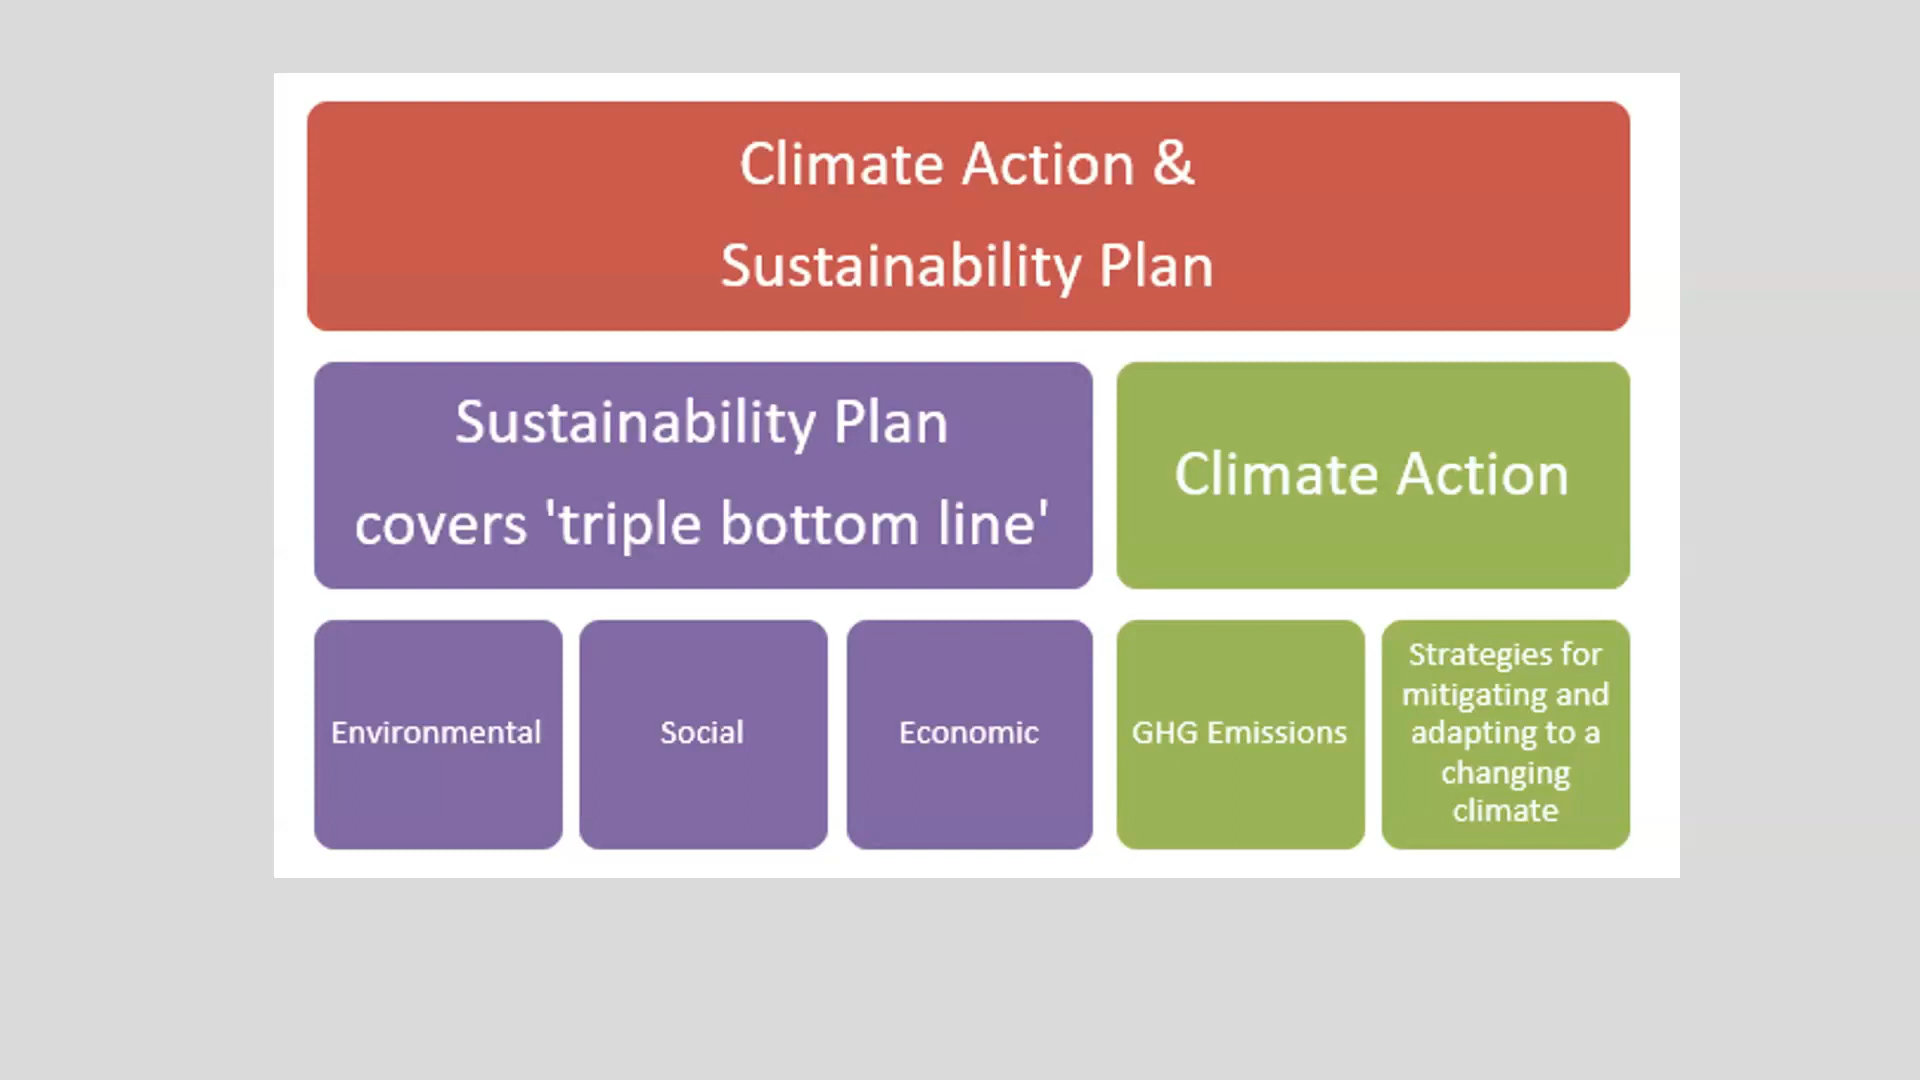 Climate Action &
Sustainability Plan
Sustainability Plan
covers 'triple bottom line'
Climate Action
Environmental
Social
Economic
GHG Emissions
Strategies for
mitigating and
adapting to a
changing
climate